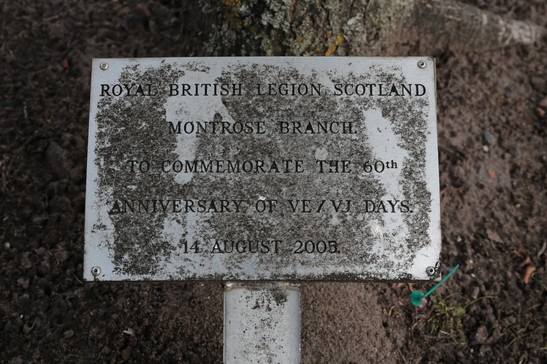 ROYAL BRITISH LEGION SCOTLAND
MONTROSE BRANCH.
TO COMMEMORATE THE 60th
ANNIVERSARY OF VE/VJ DAYS.
14 AUGUST 2005.